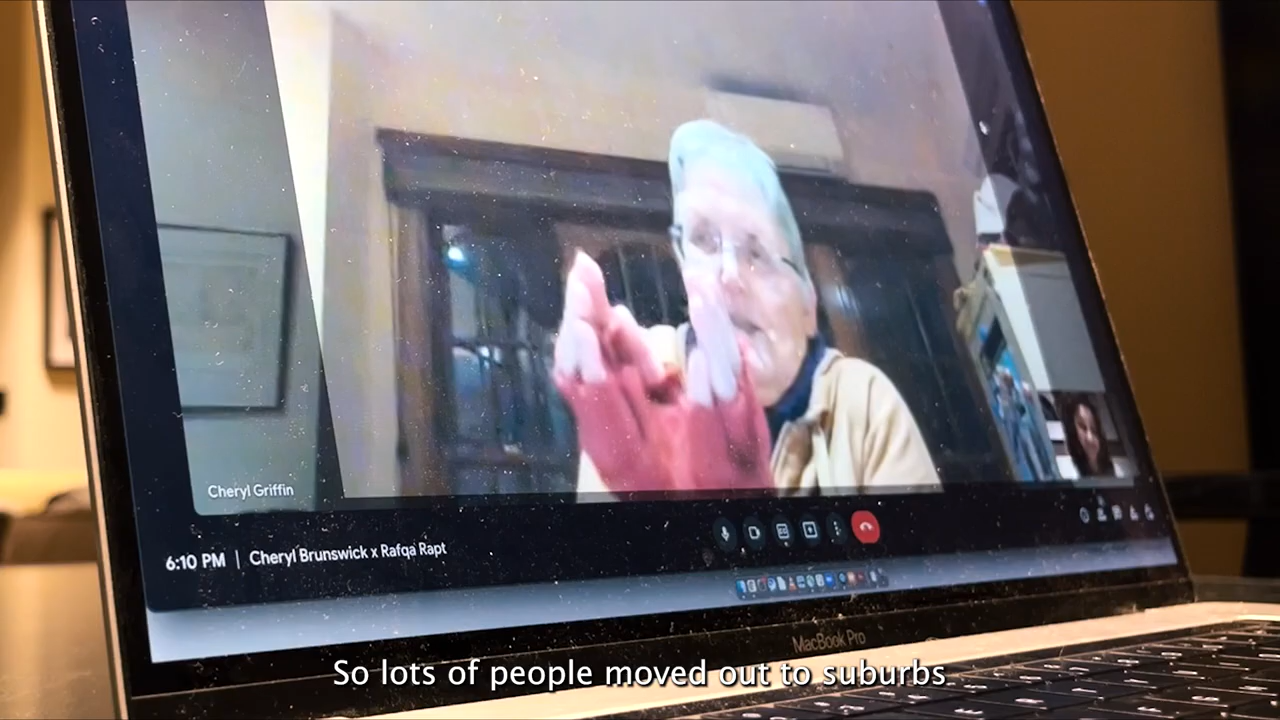 Cheryl Griffin
6:10 PM | Cheryl Brunswick x Rafqa Rapt
MacBook Pro
So lots of people moved out to suburbs